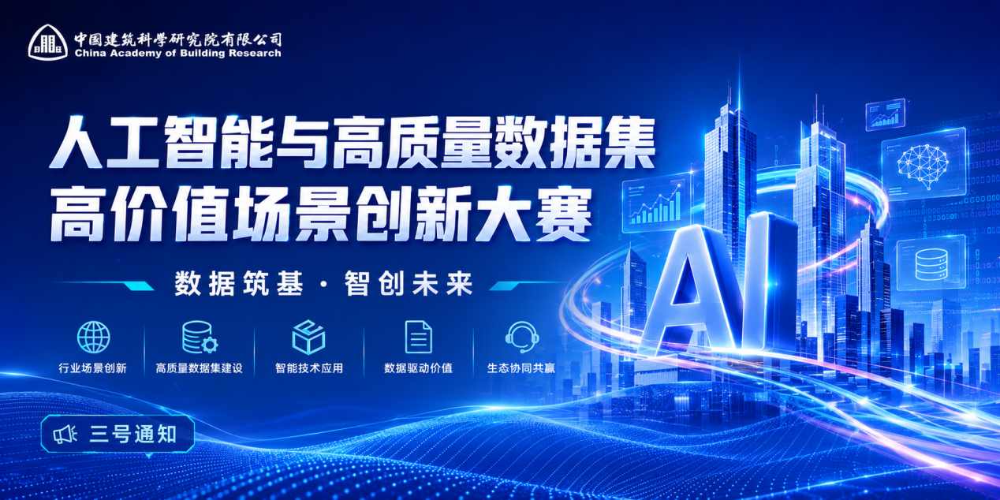 中国建筑科学研究院有限公司
China Academy of Building Research
人工智能与高质量数据集
高价值场景创新大赛
数据筑基·智创未来
行业场景创新
高质量数据集建设
智能技术应用
数据驱动价值
生态协同共赢
三号通知
AI